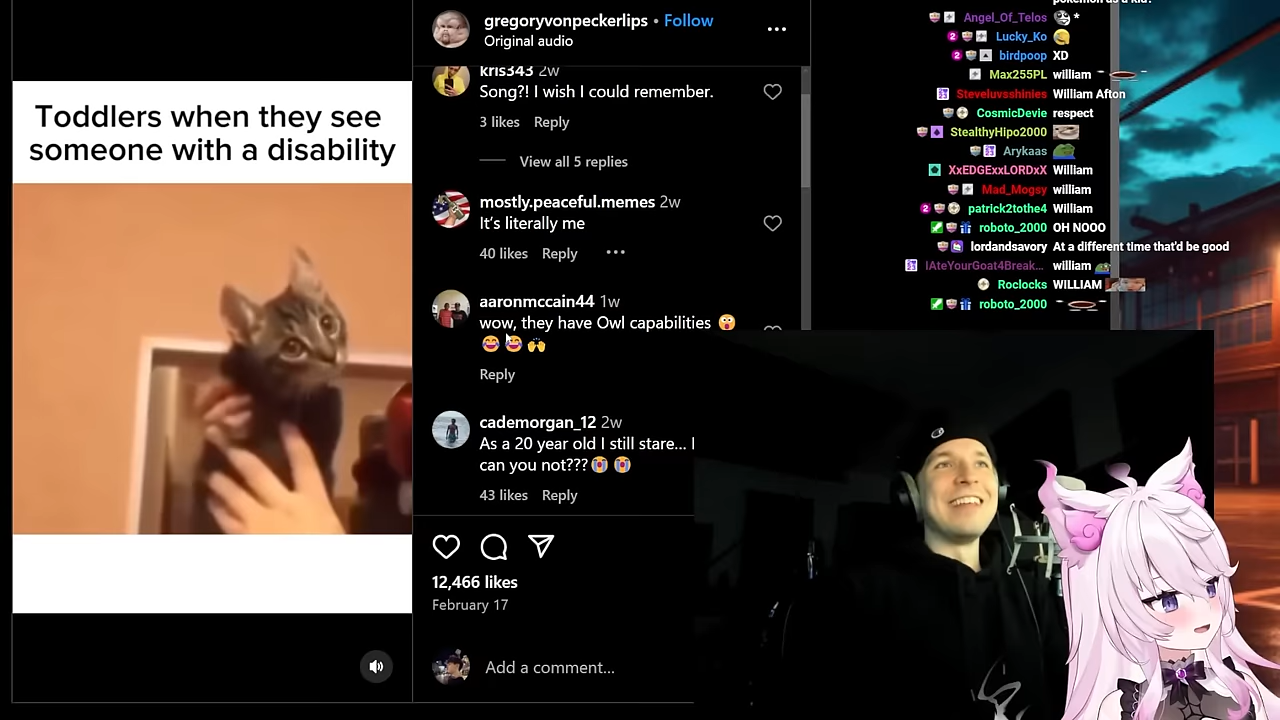 Toddlers when they see
someone with a disability
gregoryvonpeckerlips • Follow
Original audio
kris343 2w
Song?! I wish I could remember.
3 likes Reply
View all 5 replies
mostly.peaceful.memes 2w
It's literally me
40 likes Reply
aaronmccain44 1w
wow, they have Owl capabilities 😲
😂😂🙌
Reply
cademorgan_12 2w
As a 20 year old I still stare... I
can you not???😭😭
43 likes Reply
12,466 likes
February 17
Add a comment...
pokemon as a kid?
Angel_Of_Telos *
Lucky_Ko
birdpoop XD
Max255PL william
Steveluvsshinies William Afton
CosmicDevie respect
StealthyHipo2000
Arykaas
XxEDGExxLORDxX William
Mad_Mogsy william
patrick2tothe4 William
roboto_2000 OH NOOO
lordandsavory At a different time that'd be good
IAteYourGoat4Break... william
Roclocks WILLIAM
roboto_2000